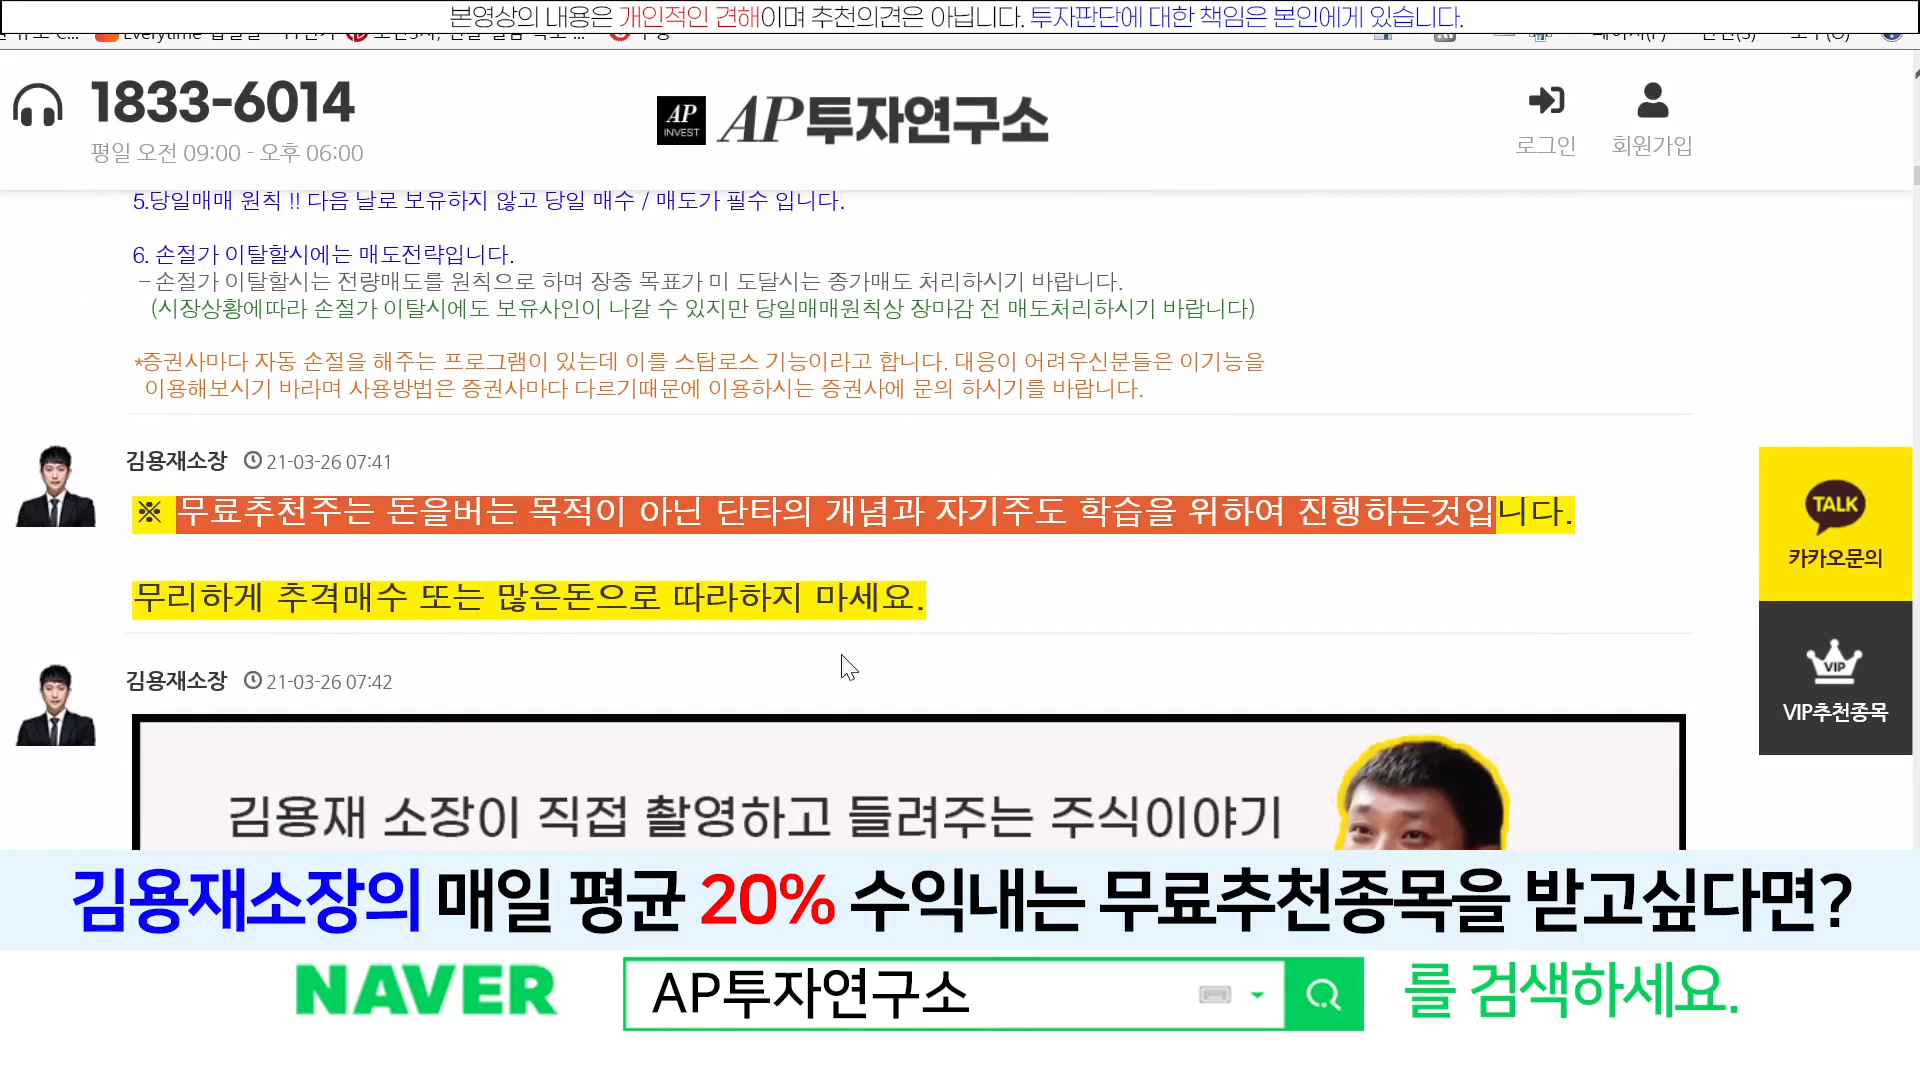 본영상의 내용은 개인적인 견해이며 추천의견은 아닙니다. 투자판단에 대한 책임은 본인에게 있습니다.
1833-6014
평일 오전 09:00 - 오후 06:00
AP
INVEST
AP투자연구소
로그인
회원가입
5.당일매매 원칙 !! 다음 날로 보유하지 않고 당일 매수 / 매도가 필수 입니다.
6. 손절가 이탈할시에는 매도전략입니다.
– 손절가 이탈할시는 전량매도를 원칙으로 하며 장중 목표가 미 도달시는 종가매도 처리하시기 바랍니다.
(시장상황에따라 손절가 이탈시에도 보유사인이 나갈 수 있지만 당일매매원칙상 장마감 전 매도처리하시기 바랍니다)
*증권사마다 자동 손절을 해주는 프로그램이 있는데 이를 스탑로스 기능이라고 합니다. 대응이 어려우신분들은 이기능을
이용해보시기 바라며 사용방법은 증권사마다 다르기때문에 이용하시는 증권사에 문의 하시기를 바랍니다.
김용재소장 21-03-26 07:41
※ 무료추천주는 돈을버는 목적이 아닌 단타의 개념과 자기주도 학습을 위하여 진행하는것입니다.
무리하게 추격매수 또는 많은돈으로 따라하지 마세요.
김용재소장 21-03-26 07:42
TALK
카카오문의
VIP
VIP추천종목
김용재 소장이 직접 촬영하고 들려주는 주식이야기
김용재소장의 매일 평균 20% 수익내는 무료추천종목을 받고싶다면?
NAVER AP투자연구소 를 검색하세요.